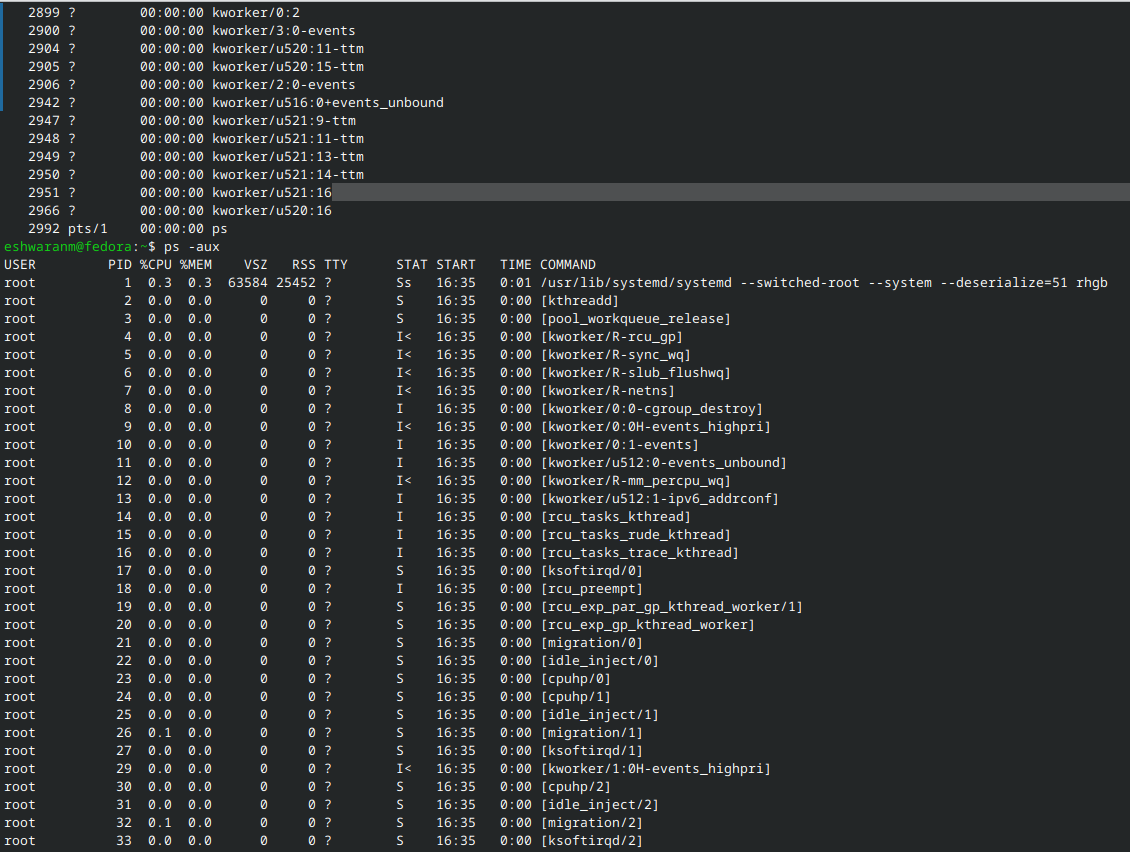 2899 ?        00:00:00 kworker/0:2
2900 ?        00:00:00 kworker/3:0-events
2904 ?        00:00:00 kworker/u520:11-ttm
2905 ?        00:00:00 kworker/u520:15-ttm
2906 ?        00:00:00 kworker/2:0-events
2942 ?        00:00:00 kworker/u516:0+events_unbound
2947 ?        00:00:00 kworker/u521:9-ttm
2948 ?        00:00:00 kworker/u521:11-ttm
2949 ?        00:00:00 kworker/u521:13-ttm
2950 ?        00:00:00 kworker/u521:14-ttm
2951 ?        00:00:00 kworker/u521:16
2966 ?        00:00:00 kworker/u520:16
2992 pts/1    00:00:00 ps
eshwaranm@fedora:~$ ps -aux
USER         PID %CPU %MEM    VSZ   RSS TTY      STAT START   TIME COMMAND
root           1  0.3  0.3  63584 25452 ?        Ss   16:35   0:01 /usr/lib/systemd/systemd --switched-root --system --deserialize=51 rhgb
root           2  0.0  0.0      0     0 ?        S    16:35   0:00 [kthreadd]
root           3  0.0  0.0      0     0 ?        S    16:35   0:00 [pool_workqueue_release]
root           4  0.0  0.0      0     0 ?        I<   16:35   0:00 [kworker/R-rcu_gp]
root           5  0.0  0.0      0     0 ?        I<   16:35   0:00 [kworker/R-sync_wq]
root           6  0.0  0.0      0     0 ?        I<   16:35   0:00 [kworker/R-slub_flushwq]
root           7  0.0  0.0      0     0 ?        I<   16:35   0:00 [kworker/R-netns]
root           8  0.0  0.0      0     0 ?        I    16:35   0:00 [kworker/0:0-cgroup_destroy]
root           9  0.0  0.0      0     0 ?        I<   16:35   0:00 [kworker/0:0H-events_highpri]
root          10  0.0  0.0      0     0 ?        I    16:35   0:00 [kworker/0:1-events]
root          11  0.0  0.0      0     0 ?        I    16:35   0:00 [kworker/u512:0-events_unbound]
root          12  0.0  0.0      0     0 ?        I<   16:35   0:00 [kworker/R-mm_percpu_wq]
root          13  0.0  0.0      0     0 ?        I    16:35   0:00 [kworker/u512:1-ipv6_addrconf]
root          14  0.0  0.0      0     0 ?        I    16:35   0:00 [rcu_tasks_kthread]
root          15  0.0  0.0      0     0 ?        I    16:35   0:00 [rcu_tasks_rude_kthread]
root          16  0.0  0.0      0     0 ?        I    16:35   0:00 [rcu_tasks_trace_kthread]
root          17  0.0  0.0      0     0 ?        S    16:35   0:00 [ksoftirqd/0]
root          18  0.0  0.0      0     0 ?        I    16:35   0:00 [rcu_preempt]
root          19  0.0  0.0      0     0 ?        S    16:35   0:00 [rcu_exp_par_gp_kthread_worker/1]
root          20  0.0  0.0      0     0 ?        S    16:35   0:00 [rcu_exp_gp_kthread_worker]
root          21  0.0  0.0      0     0 ?        S    16:35   0:00 [migration/0]
root          22  0.0  0.0      0     0 ?        S    16:35   0:00 [idle_inject/0]
root          23  0.0  0.0      0     0 ?        S    16:35   0:00 [cpuhp/0]
root          24  0.0  0.0      0     0 ?        S    16:35   0:00 [cpuhp/1]
root          25  0.0  0.0      0     0 ?        S    16:35   0:00 [idle_inject/1]
root          26  0.1  0.0      0     0 ?        S    16:35   0:00 [migration/1]
root          27  0.0  0.0      0     0 ?        S    16:35   0:00 [ksoftirqd/1]
root          29  0.0  0.0      0     0 ?        I<   16:35   0:00 [kworker/1:0H-events_highpri]
root          30  0.0  0.0      0     0 ?        S    16:35   0:00 [cpuhp/2]
root          31  0.0  0.0      0     0 ?        S    16:35   0:00 [idle_inject/2]
root          32  0.1  0.0      0     0 ?        S    16:35   0:00 [migration/2]
root          33  0.0  0.0      0     0 ?        S    16:35   0:00 [ksoftirqd/2]